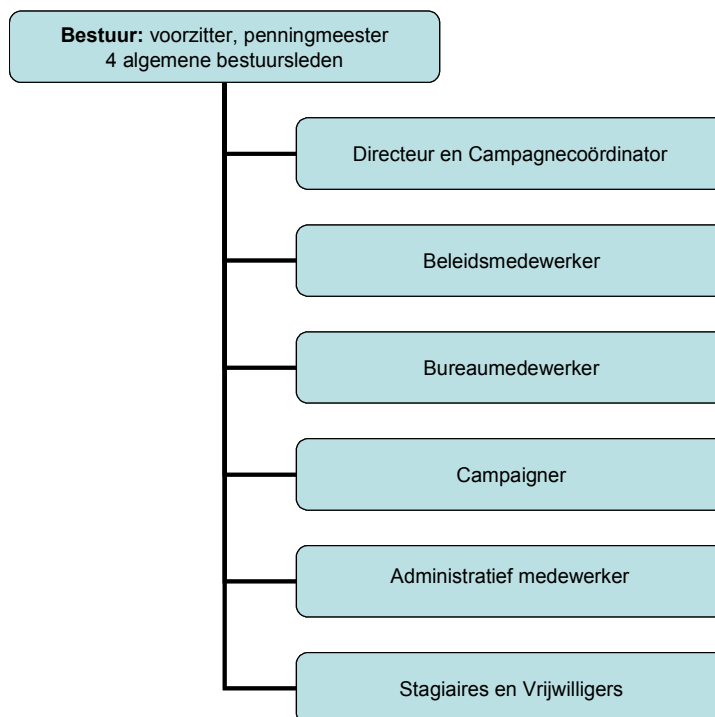 Bestuur: voorzitter, penningmeester
4 algemene bestuursleden
Directeur en Campagnecoördinator
Beleidsmedewerker
Bureaumedewerker
Campaigner
Administratief medewerker
Stagiaires en Vrijwilligers